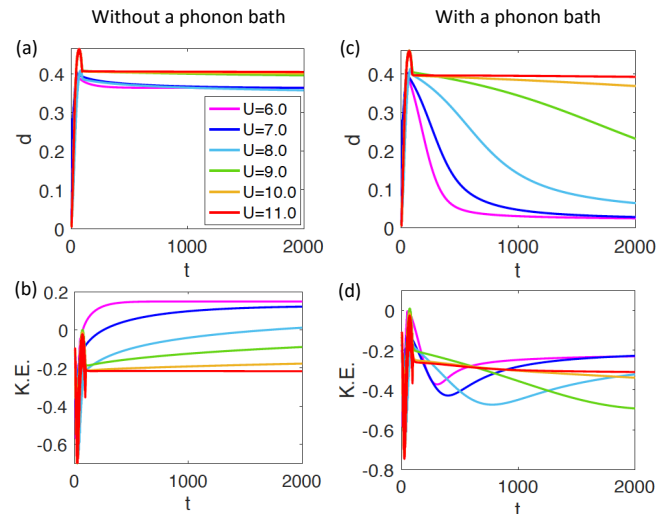 Without a phonon bath
With a phonon bath
(a)
0.4
0.3
0.2
0.1
0
d
0
1000
2000
t
U=6.0
U=7.0
U=8.0
U=9.0
U=10.0
U=11.0
(c)
0.4
0.3
0.2
0.1
0
d
0
1000
2000
t
(b)
0.2
0
-0.2
-0.4
-0.6
K.E.
0
1000
2000
t
(d)
0
-0.2
-0.4
-0.6
-0.8
K.E.
0
1000
2000
t